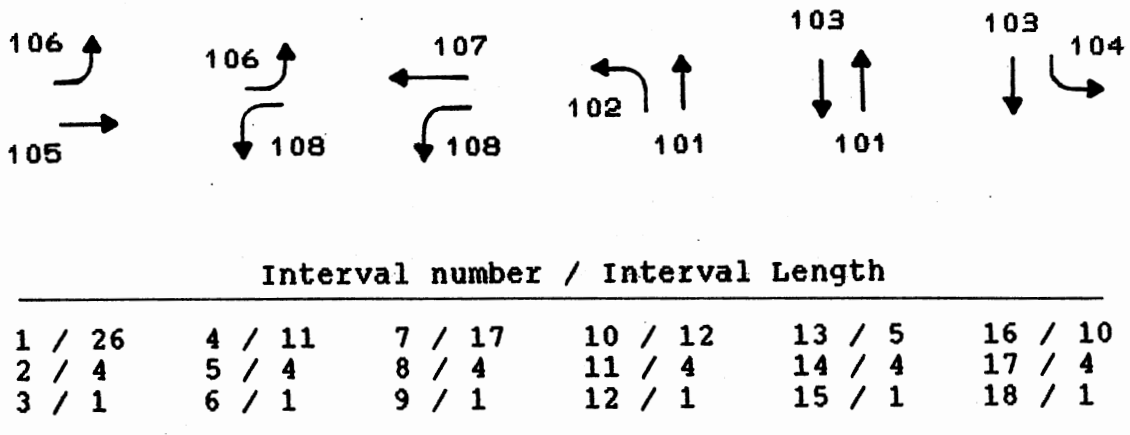 103 103
106 106 107 104
102
105 108 108 101 101
Interval number / Interval Length
1 / 26 4 / 11 7 / 17 10 / 12 13 / 5 16 / 10
2 / 4 5 / 4 8 / 4 11 / 4 14 / 4 17 / 4
3 / 1 6 / 1 9 / 1 12 / 1 15 / 1 18 / 1